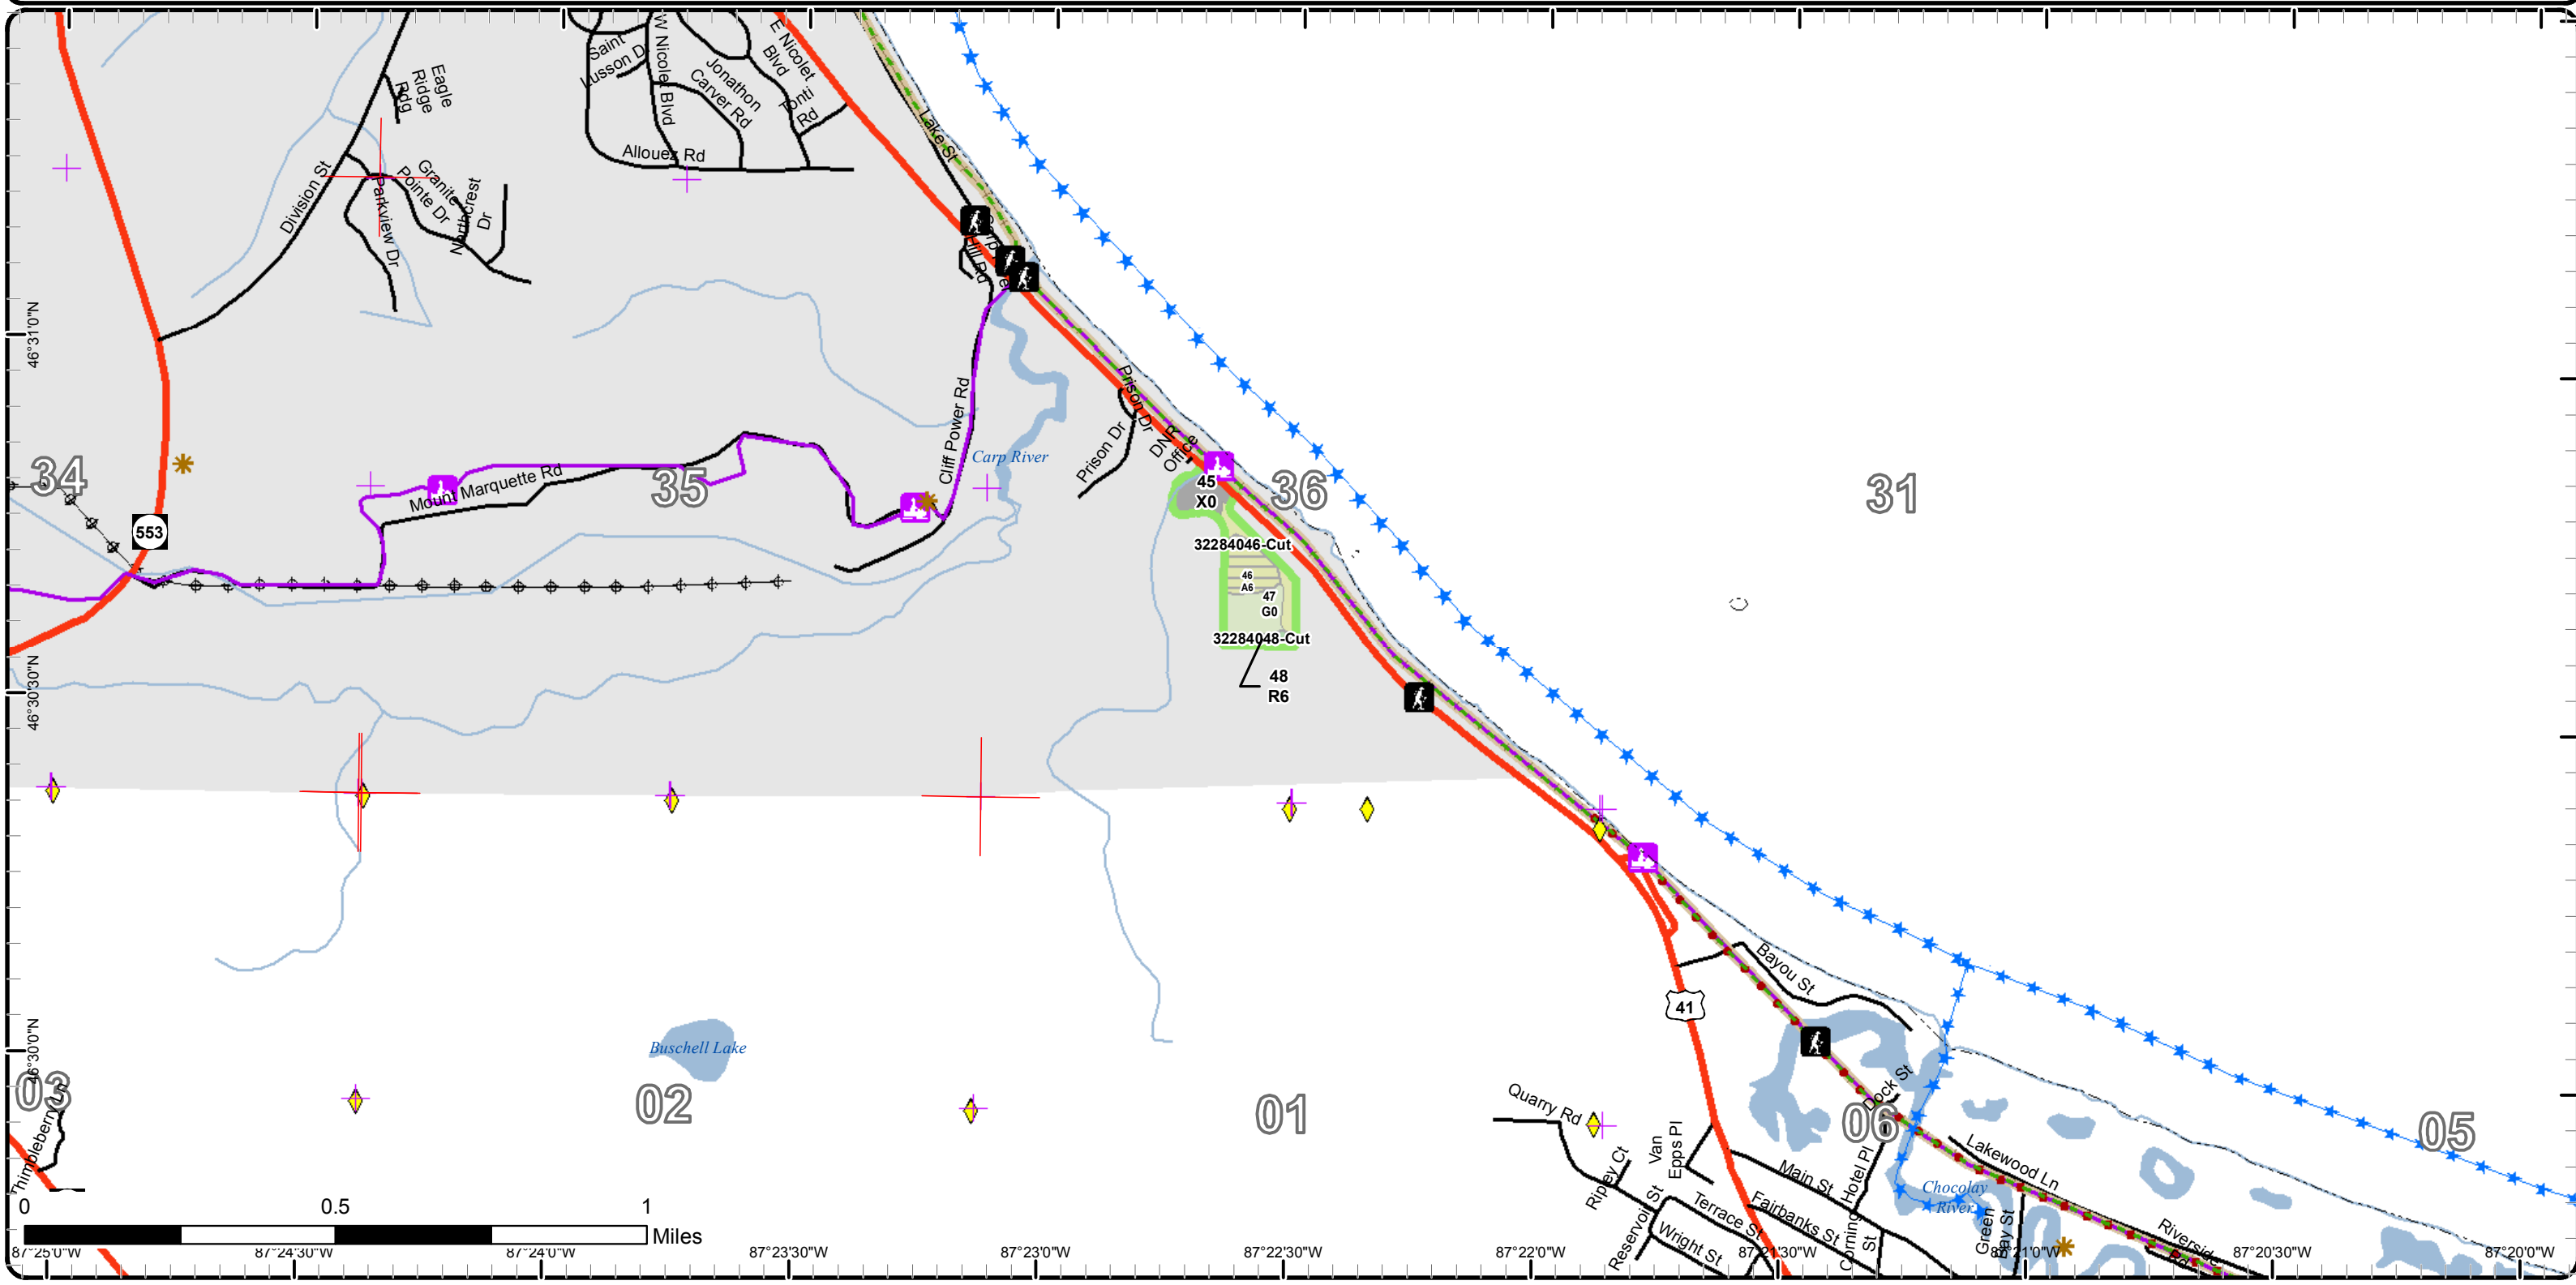 Saint
Lusson D
W Nicolet Blvd
E Nicolet
Blvd
Jonathon
Carver Rd
Tonti
Rd
Allouez Rd
Eagle
Ridge
Rdg
Division St
Parkview Dr
Granite
Pointe Dr
Northcrest
Dr
Lake St
Hill Rd
46°31'0"N
Prison Dr
Prison Dr
DNR
Office
Cliff Power Rd
Carp River
Mount Marquette Rd
34
35
36
31
553
45
X0
32284046-Cut
46
A6
47
G0
32284048-Cut
48
R6
46°30'30"N
41
Bayou St
46°30'0"N
Buschell Lake
03
02
01
06
05
Thimbleberry Ln
Quarry Rd
Ripley Ct
Van
Epps Pl
Reservoir St
Terrace St
Wright St
Main St
Fairbanks St
Hotel Pl
Corning
St
Dock St
Lakewood Ln
Chocolay
River
Green
Bay St
Riverside
Rd
0
0.5
1
Miles
87°25'0"W
87°24'30"W
87°24'0"W
87°23'30"W
87°23'0"W
87°22'30"W
87°22'0"W
87°21'30"W
87°21'0"W
87°20'30"W
87°20'0"W